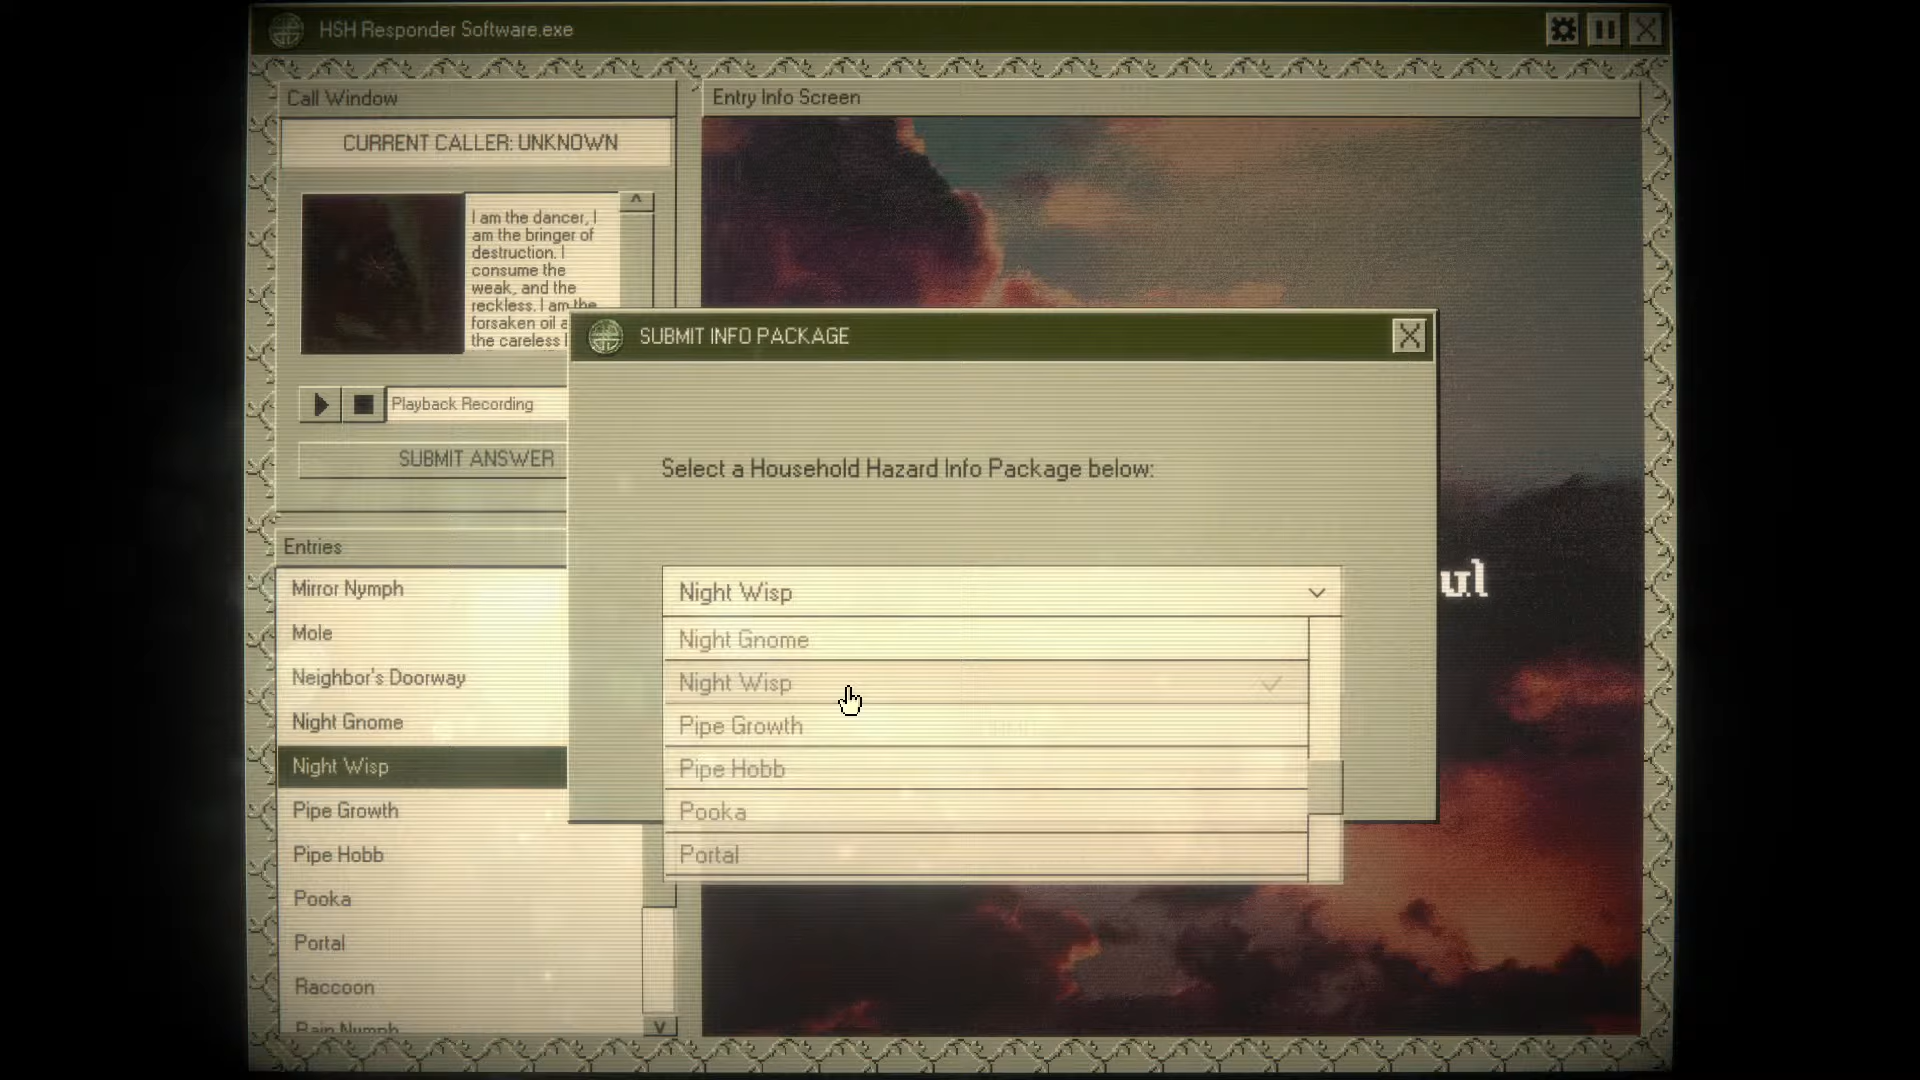 HSH Responder Software.exe
Call Window
CURRENT CALLER: UNKNOWN
I am the dancer, I
am the bringer of
destruction. I
consume the
weak, and the
reckless. I am the
forsaken oil a
the careless
Playback Recording
SUBMIT ANSWER
Entries
Mirror Nymph
Mole
Neighbor's Doorway
Night Gnome
Night Wisp
Pipe Growth
Pipe Hobb
Pooka
Portal
Raccoon
Rain Nymph
Entry Info Screen
ul
SUBMIT INFO PACKAGE
Select a Household Hazard Info Package below:
Night Wisp
Night Gnome
Night Wisp
Pipe Growth
Pipe Hobb
Pooka
Portal